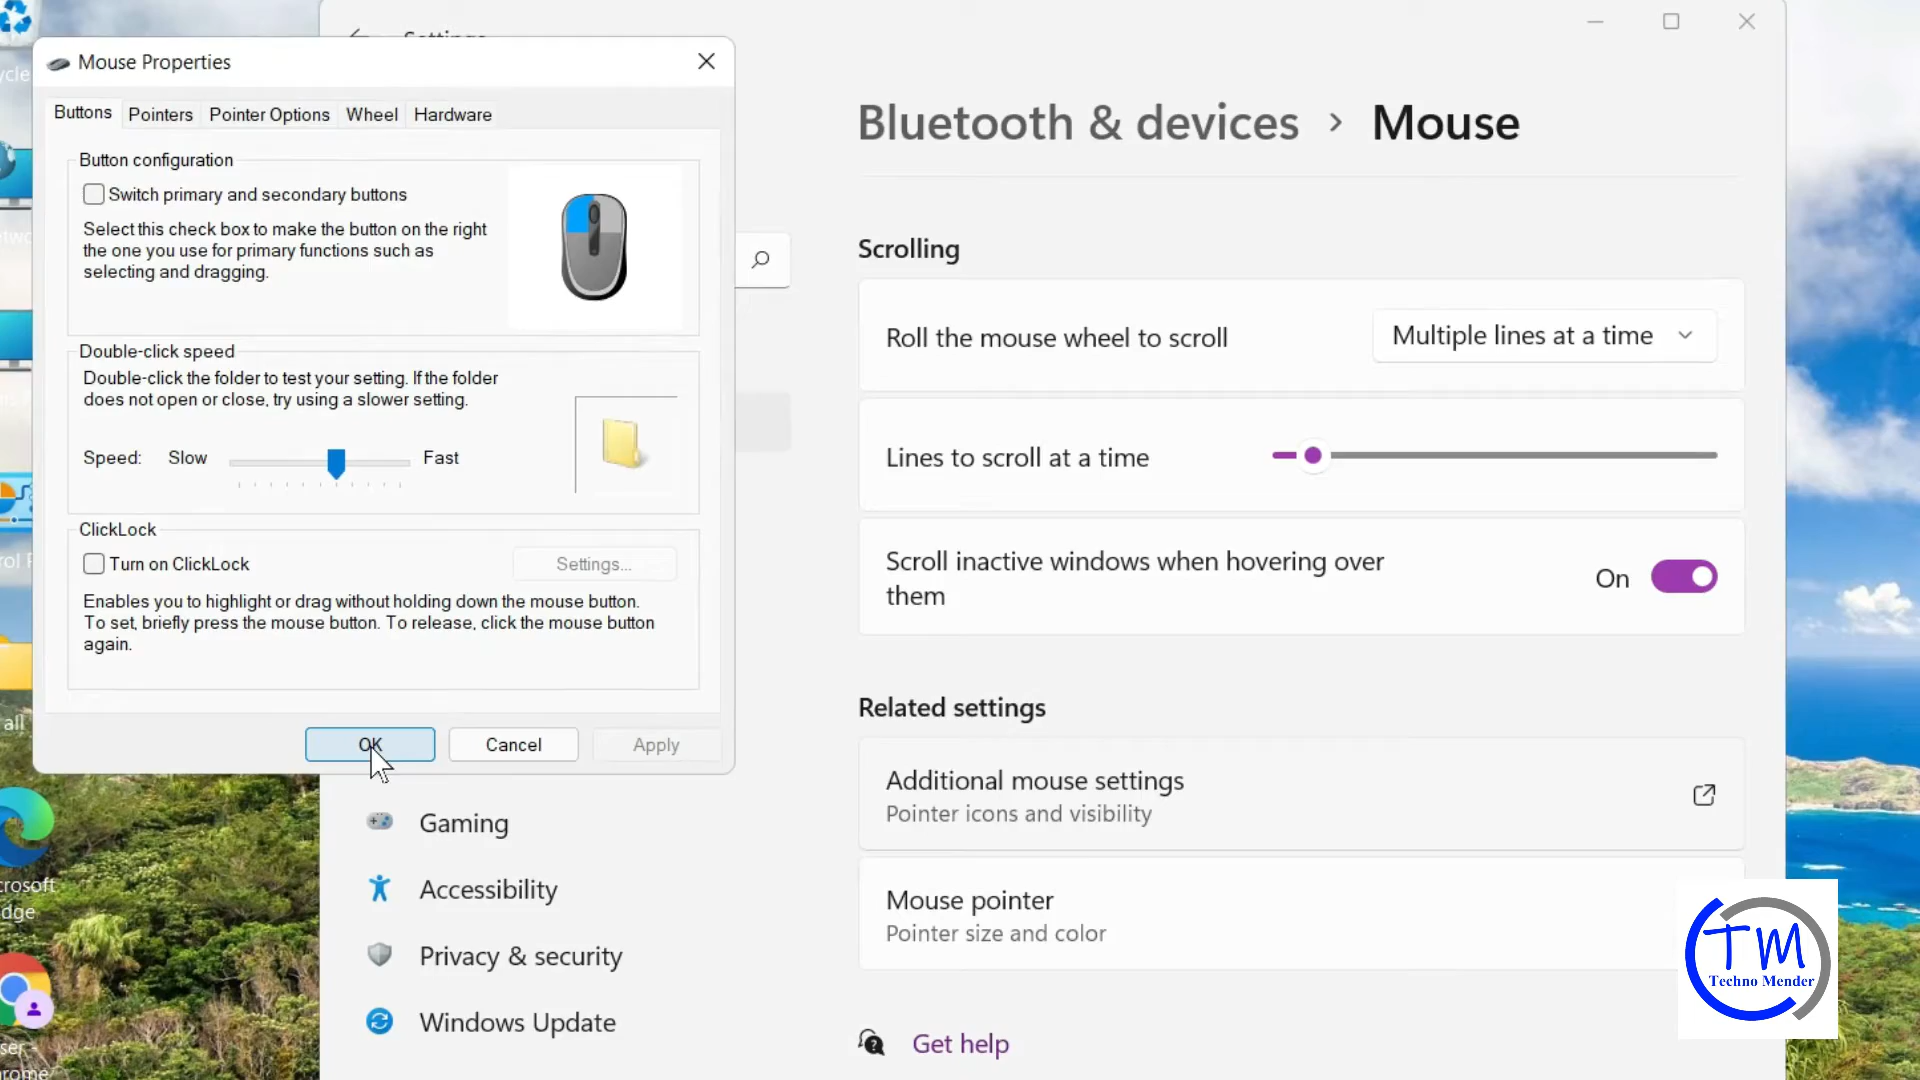 Settings
Mouse Properties
Buttons
Pointers
Pointer Options
Wheel
Hardware
Button configuration
Switch primary and secondary buttons
Select this check box to make the button on the right
the one you use for primary functions such as
selecting and dragging.
Double-click speed
Double-click the folder to test your setting. If the folder
does not open or close, try using a slower setting.
Speed: Slow Fast
ClickLock
Turn on ClickLock
Settings...
Enables you to highlight or drag without holding down the mouse button.
To set, briefly press the mouse button. To release, click the mouse button
again.
OK
Cancel
Apply
Gaming
Accessibility
Privacy & security
Windows Update
Bluetooth & devices > Mouse
Scrolling
Roll the mouse wheel to scroll
Multiple lines at a time
Lines to scroll at a time
Scroll inactive windows when hovering over
them
On
Related settings
Additional mouse settings
Pointer icons and visibility
Mouse pointer
Pointer size and color
Get help
TM
Techno Mender
all